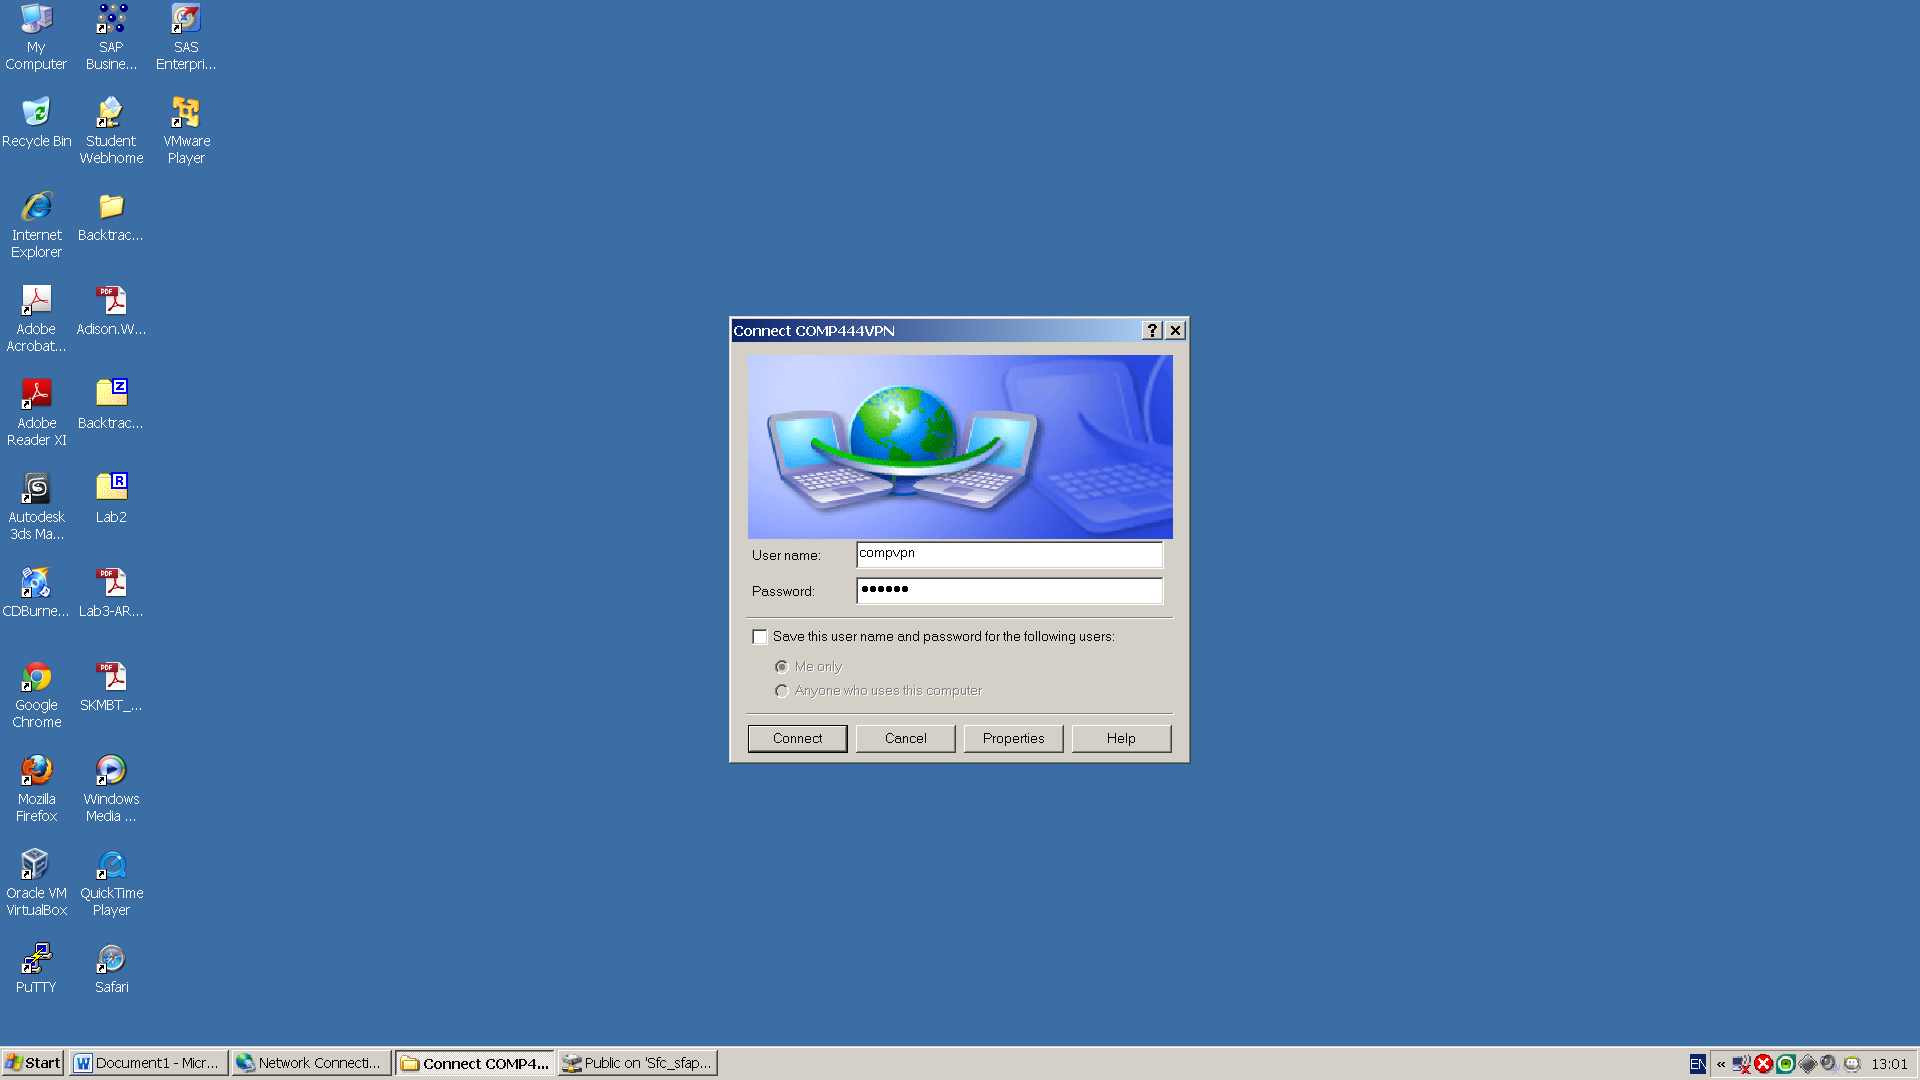 My
Computer
SAP
Busine...
SAS
Enterpri...
Recycle Bin
Student
Webhome
VMware
Player
Internet
Explorer
Backtrac...
Adobe
Acrobat...
PDF
Adison.W...
Adobe
Reader XI
Z
Backtrac...
Autodesk
3ds Ma...
R
Lab2
CDBurne...
PDF
Lab3-AR...
Google
Chrome
PDF
SKMBT_...
Mozilla
Firefox
Windows
Media ...
Oracle VM
VirtualBox
QuickTime
Player
PuTTY
Safari
Connect COMP444VPN
User name:
compvpn
Password:
••••••
Save this user name and password for the following users:
Me only
Anyone who uses this computer
Connect
Cancel
Properties
Help
Start
Document1 - Micr...
Network Connecti...
Connect COMP4...
Public on 'Sfc_sfap...
EN
«
13:01